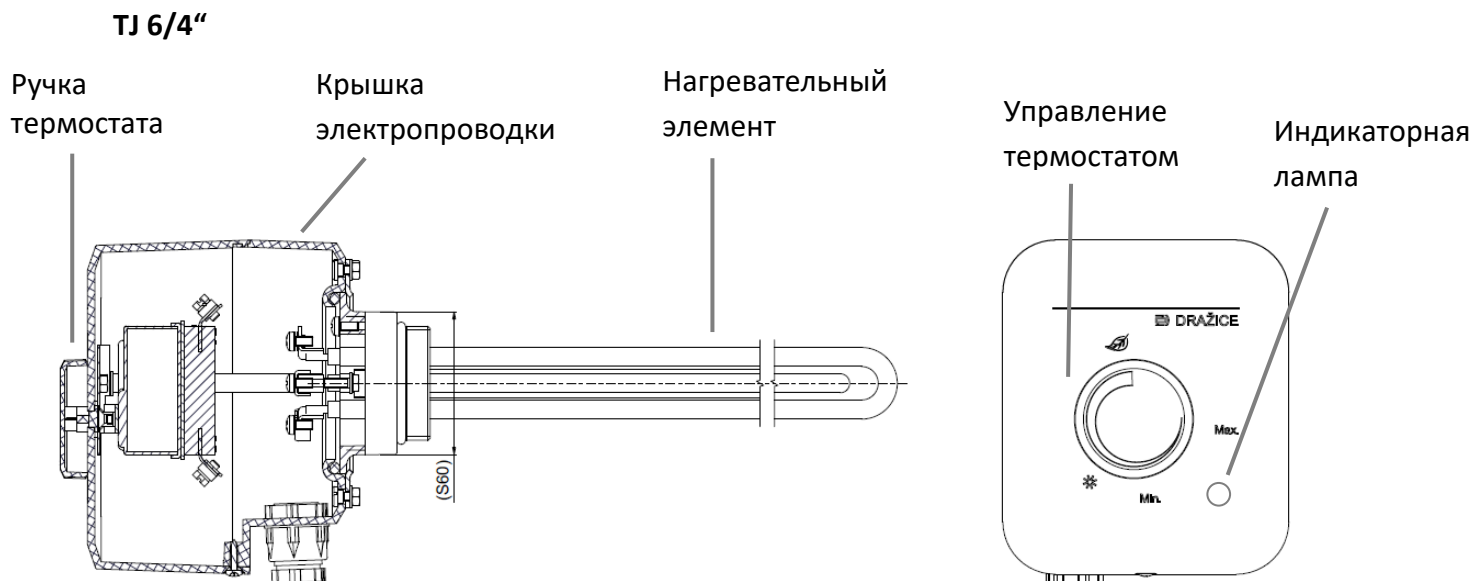 TJ 6/4“
Ручка
термостата
Крышка
электропроводки
Нагревательный
элемент
Управление
термостатом
Индикаторная
лампа
(S60)
DRAŽICE
Max.
Min.